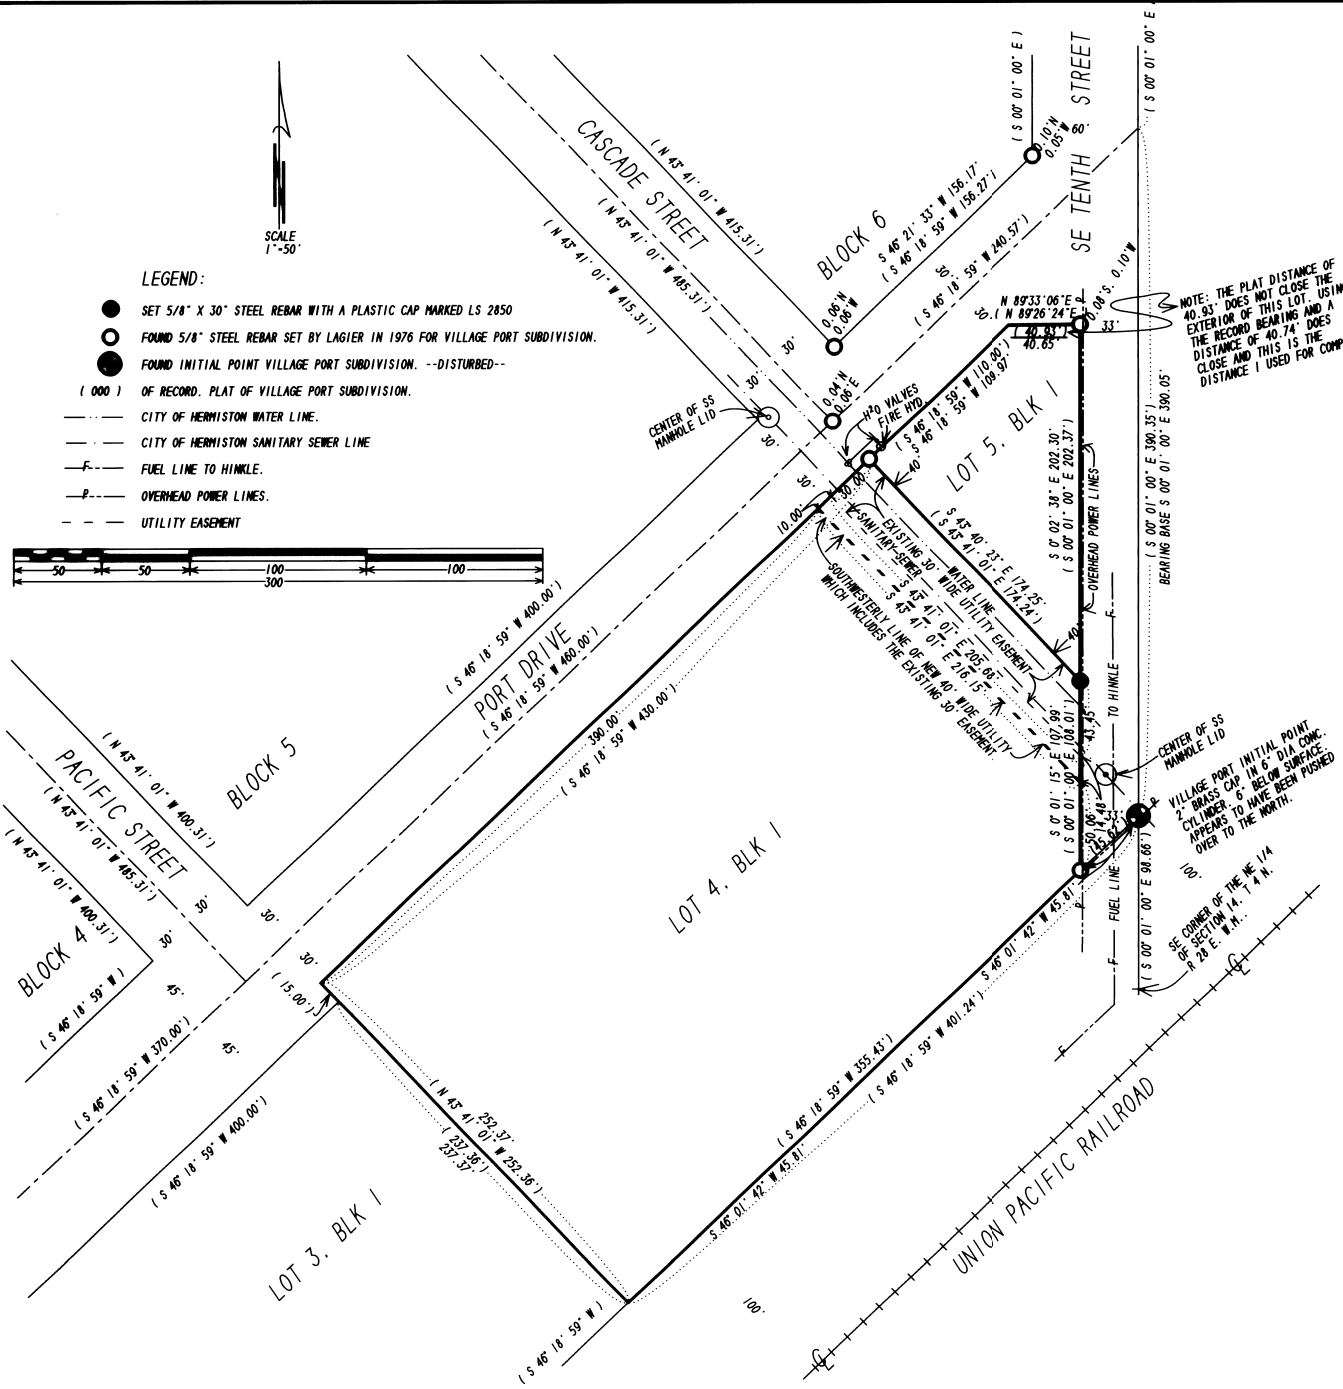 SCALE
1"=50'
LEGEND:
SET 5/8" X 30" STEEL REBAR WITH A PLASTIC CAP MARKED LS 2850
FOUND 5/8" STEEL REBAR SET BY LAGIER IN 1976 FOR VILLAGE PORT SUBDIVISION.
FOUND INITIAL POINT VILLAGE PORT SUBDIVISION. --DISTURBED--
( 000 ) OF RECORD. PLAT OF VILLAGE PORT SUBDIVISION.
CITY OF HERMISTON WATER LINE.
CITY OF HERMISTON SANITARY SEWER LINE
F FUEL LINE TO HINKLE.
P OVERHEAD POWER LINES.
UTILITY EASEMENT
50 50 100 100
300
CASCADE STREET
( N 43° 41' 01" W 415.31')
( N 43° 41' 01" W 485.31')
( N 43° 41' 01" W 415.31')
BLOCK 6
S 46° 21' 33" W 156.17'
( S 46° 18' 59" W 156.27')
30'
( S 46° 18' 59" W 240.57')
( S 00° 01' 00" E )
0.10'N
0.05'W
60'
SE TENTH STREET
( S 00° 01' 00" E
0.06'N
0.06'W
30'
30'
0.04'N
0.06'E
CENTER OF SS
MANHOLE LID
30'
30'
H²O VALVES
FIRE HYD.
N 89°33'06"E
( N 89°26'24"E )
( 40.93')
40.65'
30'
0.08'S. 0.10'W
33'
NOTE: THE PLAT DISTANCE OF
40.93' DOES NOT CLOSE THE
EXTERIOR OF THIS LOT. USING
THE RECORD BEARING AND A
DISTANCE OF 40.74' DOES
CLOSE AND THIS IS THE
DISTANCE I USED FOR COMP
( S 46° 18' 59" W 110.00')
S 46° 18' 59" W 109.97'
LOT 5, BLK 1
40'
S 43° 40' 23" E 174.25'
( S 43° 41' 01" E 174.24')
S 0° 02' 38" E 202.30'
( S 00° 01' 00" E 202.37')
OVERHEAD POWER LINES
( S 00° 01' 00" E 390.35')
BEARING BASE S 00° 01' 00" E 390.05'
10.00'
30.00'
WATER LINE
EXISTING 30' WIDE UTILITY EASEMENT
SANITARY SEWER
S 43° 41' 01" E 205.68'
S 43° 41' 01" E 216.15'
SOUTHWESTERLY LINE OF NEW 40' WIDE UTILITY
WHICH INCLUDES THE EXISTING 30' EASEMENT
40'
F
FUEL LINE TO HINKLE
F
F
S 0° 01' 15" E 107.99'
( S 00° 01' 00" E 108.01')
43.45'
14.48'
50.06'
33'
CENTER OF SS
MANHOLE LID
VILLAGE PORT INITIAL POINT
2" BRASS CAP IN 6" DIA CONC.
CYLINDER. 6" BELOW SURFACE.
APPEARS TO HAVE BEEN PUSHED
OVER TO THE NORTH.
( S 00° 01' 00" E 98.66')
SE CORNER OF THE NE 1/4
OF SECTION 14, T 4 N.
R 28 E. W.M..
100'
PORT DRIVE
( S 46° 18' 59" W 400.00')
( S 46° 18' 59" W 460.00')
390.00'
( S 46° 18' 59" W 430.00')
BLOCK 5
PACIFIC STREET
( N 43° 41' 01" W 400.31')
( N 43° 41' 01" W 485.31')
( N 43° 41' 01" W 400.31')
30'
30'
30'
30'
BLOCK 4
( S 46° 18' 59" W)
45'
45'
(15.00')
( S 46° 18' 59" W 370.00')
( S 46° 18' 59" W 400.00')
LOT 4, BLK 1
252.37'
( N 43° 41' 01" W 252.36')
( 237.36')
237.37'
LOT 3, BLK 1
S 46° 01' 42" W 45.81'
( S 46° 18' 59" W 401.24')
( S 46° 18' 59" W 355.43')
S 46° 01' 42" W 45.81'
( S 46° 18' 59" W )
100'
UNION PACIFIC RAILROAD